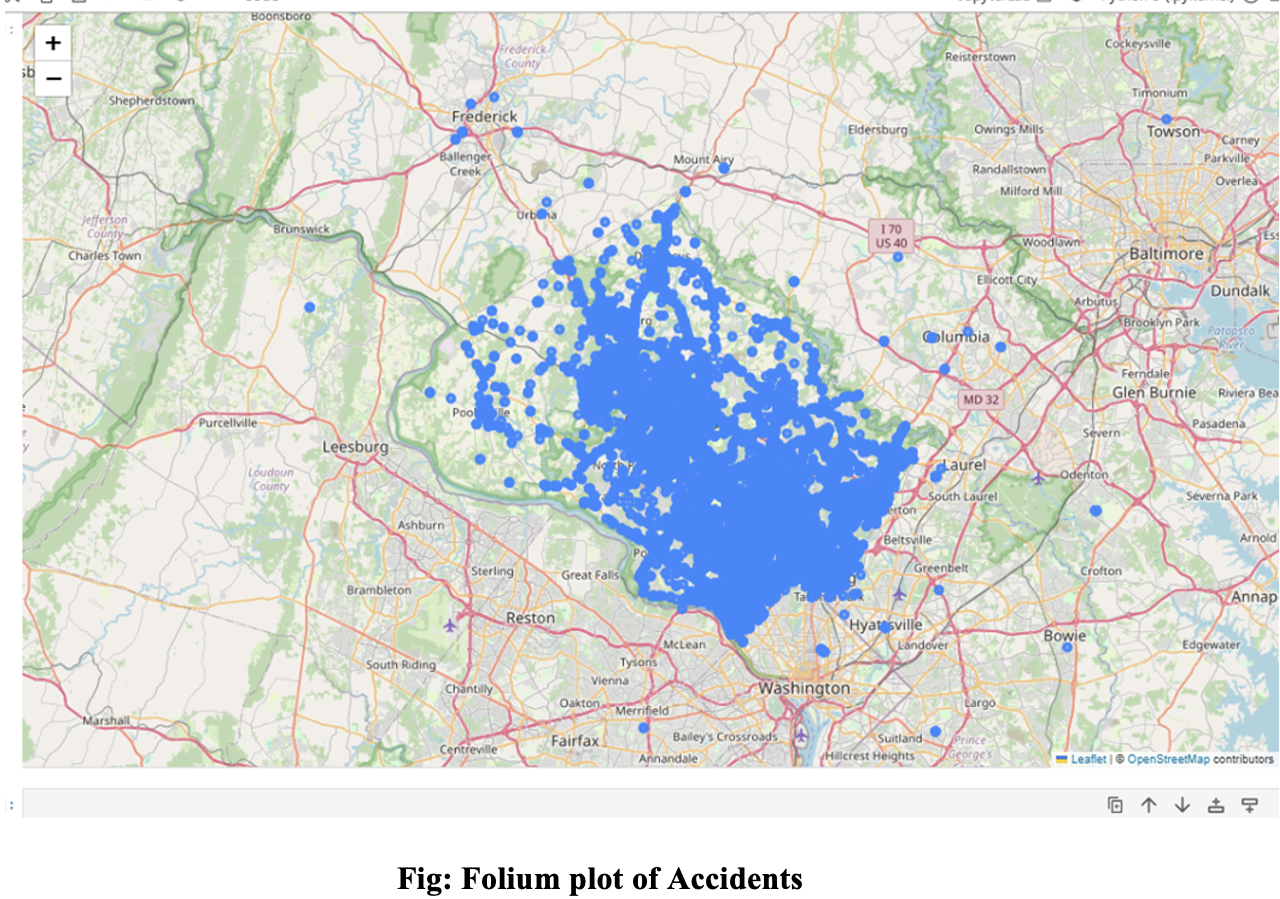 Boonsboro
Cockeysville
Frederick
County
Reisterstown
+
−
Shepherdstown
Timonium
Frederick
Eldersburg
Owings Mills
Towson
Carney
Ballenger
Creek
Mount Airy
Parkville
Randallstown
Overlea
Milford Mill
Jefferson
County
Urbana
Brunswick
I 70
US 40
Woodlawn
Charles Town
Baltimore
Ellicott City
Dundalk
Arbutus
Brooklyn Park
Patapsco
River
Columbia
Ferndale
Glen Burnie
Riviera Bea
MD 32
Purcellville
Pasadena
Severn
Leesburg
Laurel
Odenton
Loudoun
County
South Laurel
Severna Park
Ashburn
erton
Beltsville
Arnold
Sterling
Great Falls
Greenbelt
Crofton
Brambleton
Annap
Reston
Hyattsville
Bowie
McLean
Landover
Edgewater
South Riding
Tysons
Vienna
Chantilly
Washington
Oakton
Merrifield
Largo
Marshall
Fairfax
Bailey's Crossroads
Suitland
Prince
George's
Centreville
Annandale
Hillcrest Heights
Leaflet | © OpenStreetMap contributors
Fig: Folium plot of Accidents